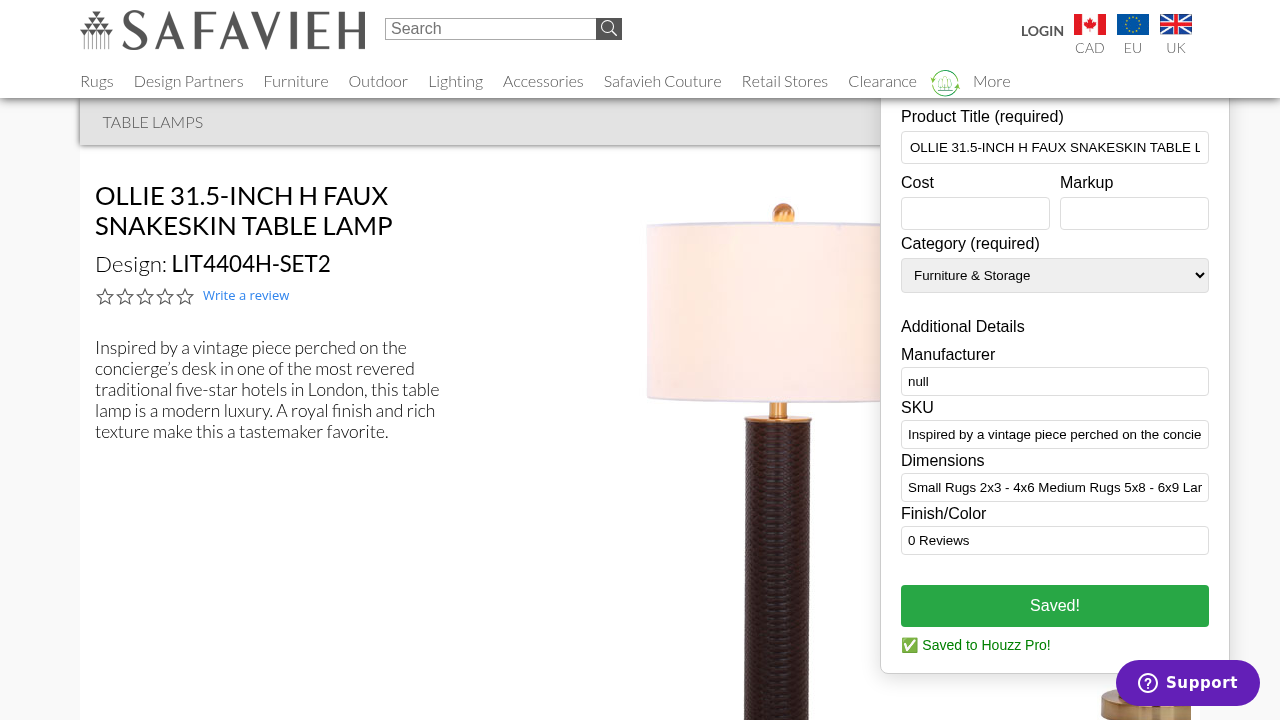 SAFAVIEH
Search
LOGIN
CAD
EU
UK
Rugs Design Partners Furniture Outdoor Lighting Accessories Safavieh Couture Retail Stores Clearance More
TABLE LAMPS
OLLIE 31.5-INCH H FAUX
SNAKESKIN TABLE LAMP
Design: LIT4404H-SET2
Write a review
Inspired by a vintage piece perched on the
concierge’s desk in one of the most revered
traditional five-star hotels in London, this table
lamp is a modern luxury. A royal finish and rich
texture make this a tastemaker favorite.
Product Title (required)
OLLIE 31.5-INCH H FAUX SNAKESKIN TABLE L
Cost Markup
Category (required)
Furniture & Storage
Additional Details
Manufacturer
null
SKU
Inspired by a vintage piece perched on the concie
Dimensions
Small Rugs 2x3 - 4x6 Medium Rugs 5x8 - 6x9 Lar
Finish/Color
0 Reviews
Saved!
✅ Saved to Houzz Pro!
Support